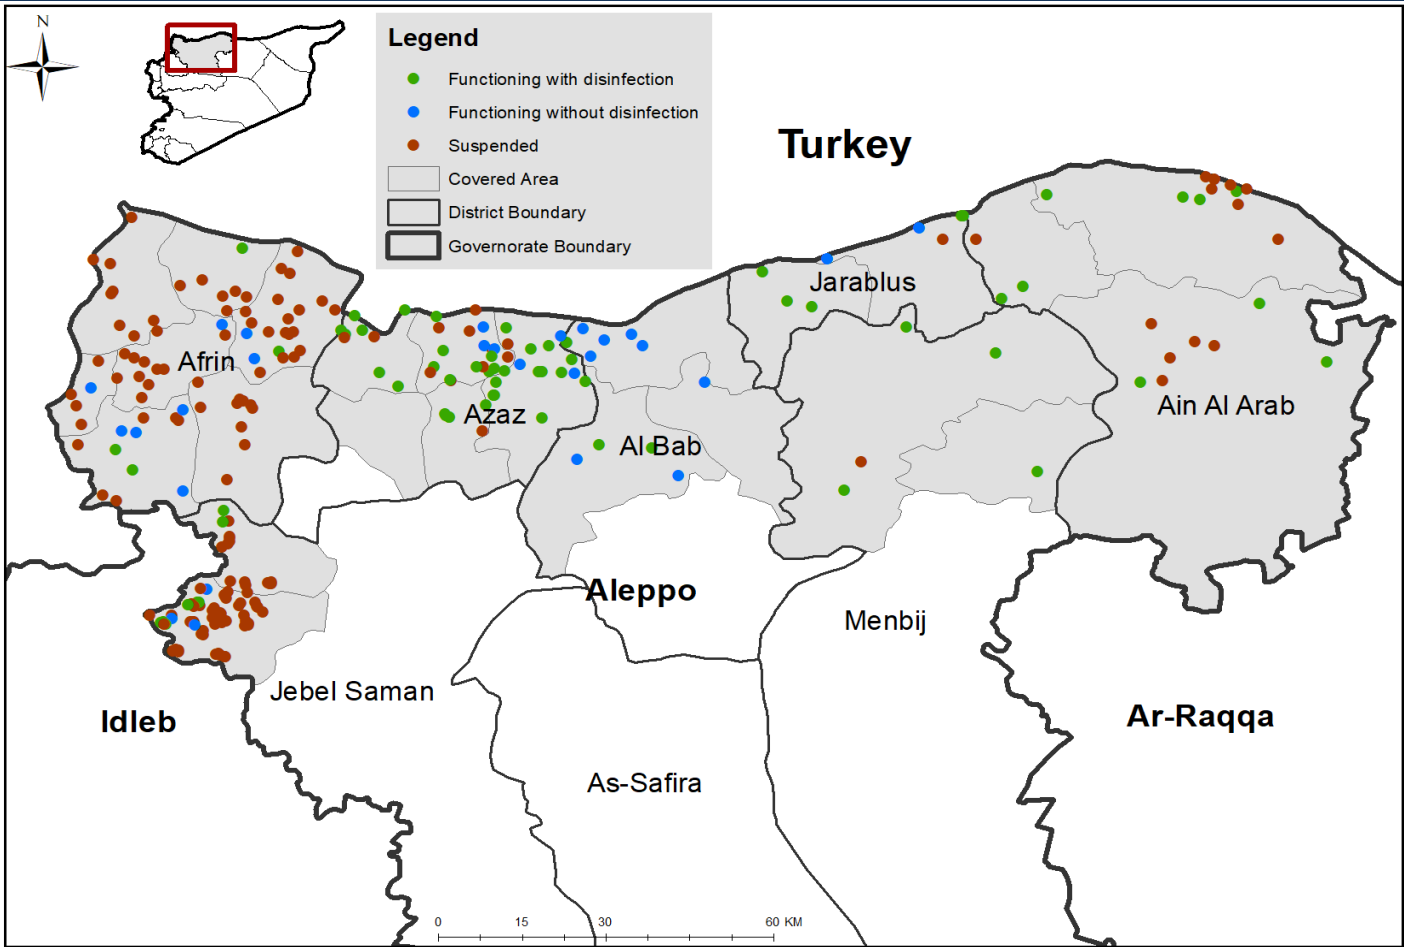 N
Legend
Functioning with disinfection
Functioning without disinfection
Suspended
Covered Area
District Boundary
Governorate Boundary
Turkey
Jarablus
Afrin
Ain Al Arab
Azaz
Al Bab
Aleppo
Menbij
Jebel Saman
Idleb
Ar-Raqqa
As-Safira
0 15 30 60 KM